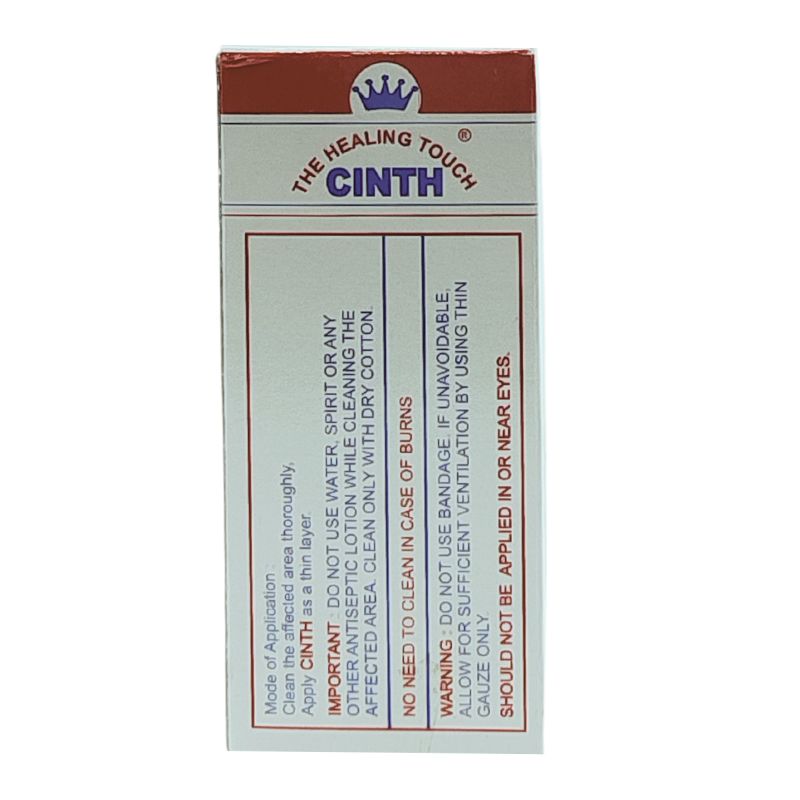 THE HEALING TOUCH ®
CINTH
Mode of Application :
Clean the affected area thoroughly,
Apply CINTH as a thin layer.
IMPORTANT : DO NOT USE WATER, SPIRIT OR ANY
OTHER ANTISEPTIC LOTION WHILE CLEANING THE
AFFECTED AREA. CLEAN ONLY WITH DRY COTTON.
NO NEED TO CLEAN IN CASE OF BURNS
WARNING : DO NOT USE BANDAGE. IF UNAVOIDABLE,
ALLOW FOR SUFFICIENT VENTILATION BY USING THIN
GAUZE ONLY.
SHOULD NOT BE APPLIED IN OR NEAR EYES.